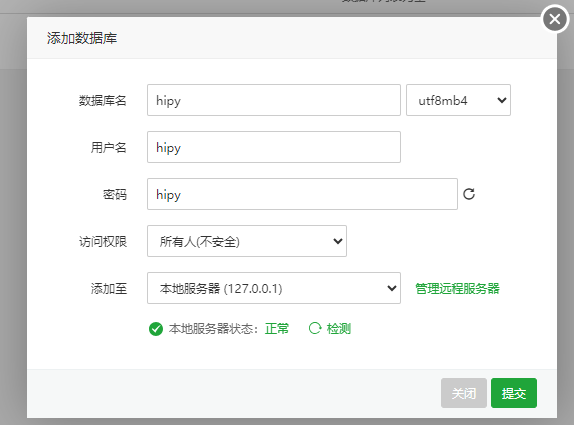 添加数据库
数据库名 hipy utf8mb4
用户名 hipy
密码 hipy
访问权限 所有人(不安全)
添加至 本地服务器 (127.0.0.1) 管理远程服务器
本地服务器状态：正常 检测
关闭 提交